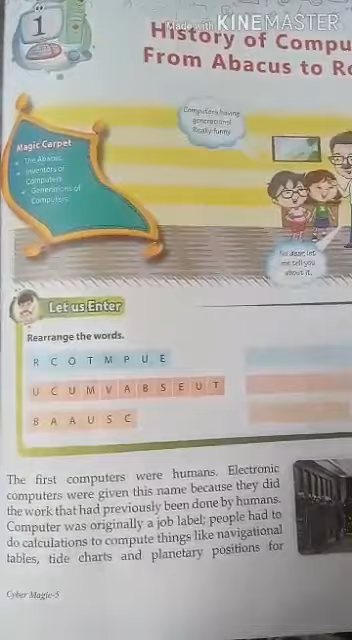 Made with KINEMASTER
1
History of Compu
From Abacus to Ro
Computers having
generations!
Really funny
Magic Carpet
The Abacus
Inventors of
Computers
Generations of
Computers
No dear, let
me tell you
about it.
Let us Enter
Rearrange the words.
R C O T M P U E
U C U M V A B S E U T
B A A U S C
The first computers were humans. Electronic
computers were given this name because they did
the work that had previously been done by humans.
Computer was originally a job label; people had to
do calculations to compute things like navigational
tables, tide charts and planetary positions for
Cyber Magic-5